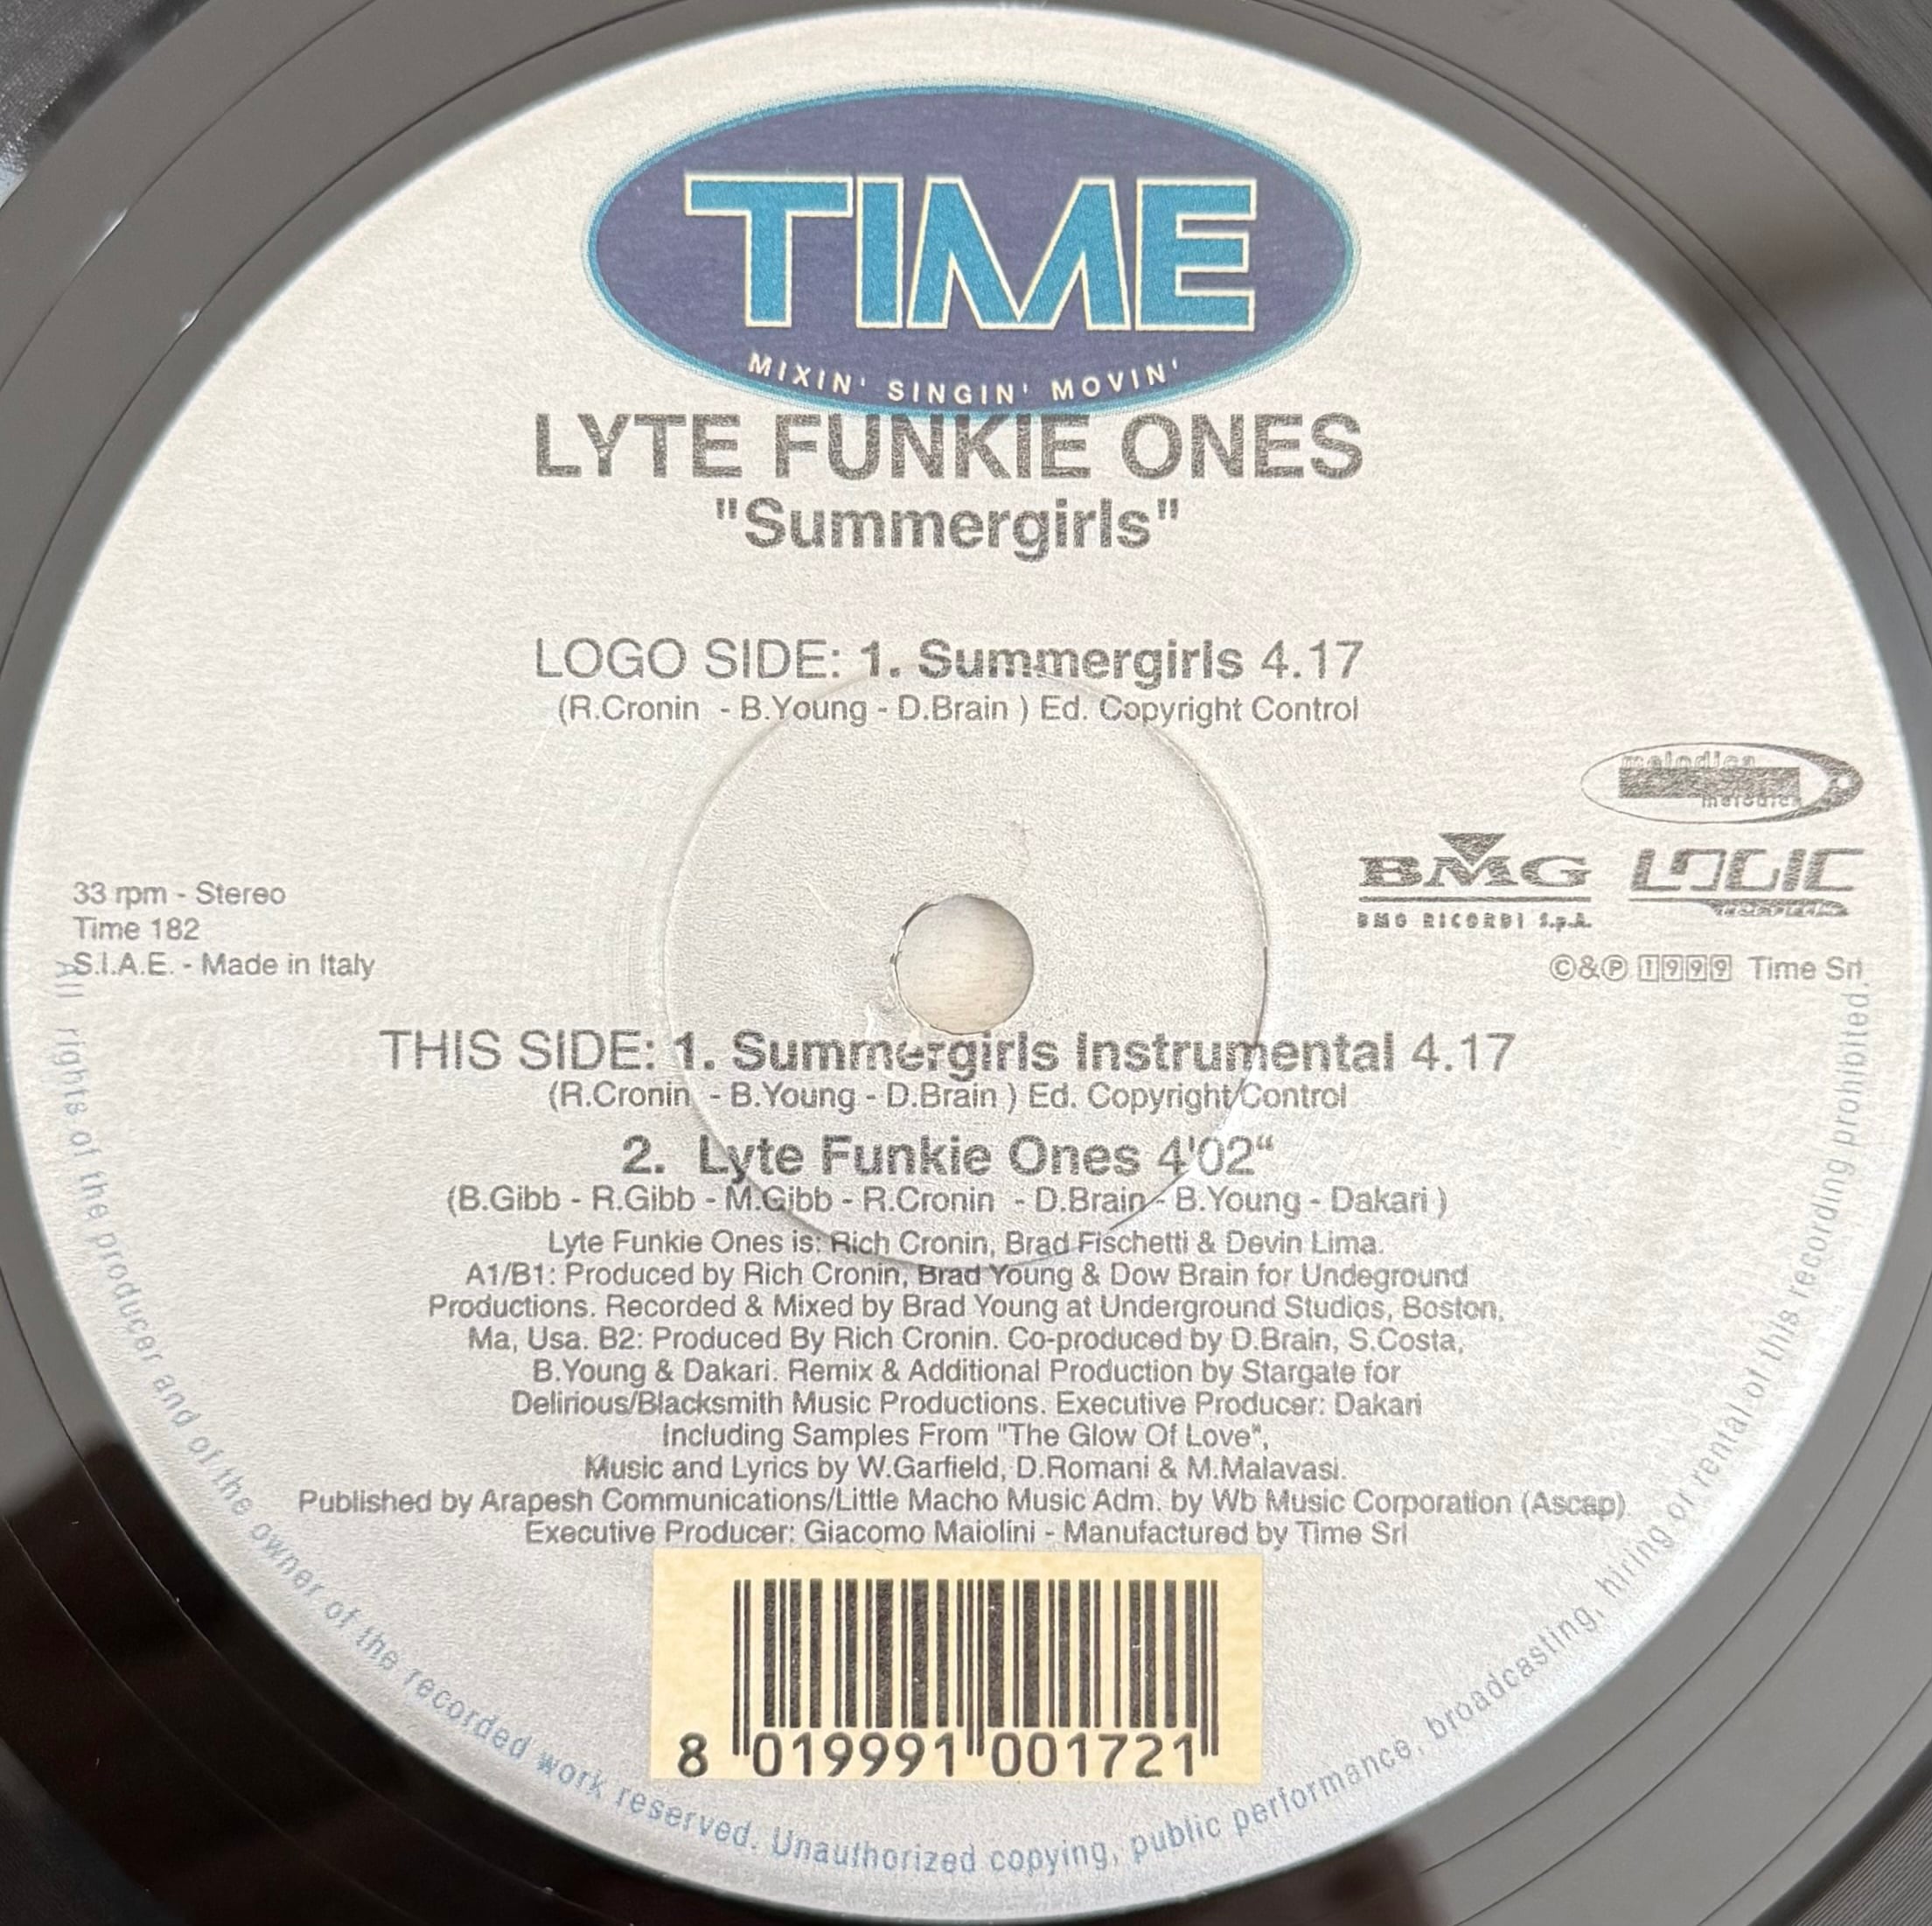 TIME
MIXIN' SINGIN' MOVIN'
LYTE FUNKIE ONES
"Summergirls"
LOGO SIDE: 1. Summergirls 4.17
(R.Cronin - B.Young - D.Brain ) Ed. Copyright Control
melodica
melodica
BMG
BMG RICORDI S.p.A.
LOGIC
records
33 rpm - Stereo
Time 182
S.I.A.E. - Made in Italy
©&℗ 1999 Time Srl
THIS SIDE: 1. Summergirls Instrumental 4.17
(R.Cronin - B.Young - D.Brain ) Ed. Copyright Control
2. Lyte Funkie Ones 4'02“
(B.Gibb - R.Gibb - M.Gibb - R.Cronin - D.Brain - B.Young - Dakari )
Lyte Funkie Ones is: Rich Cronin, Brad Fischetti & Devin Lima.
A1/B1: Produced by Rich Cronin, Brad Young & Dow Brain for Undeground
Productions. Recorded & Mixed by Brad Young at Underground Studios, Boston,
Ma, Usa. B2: Produced By Rich Cronin. Co-produced by D.Brain, S.Costa,
B.Young & Dakari. Remix & Additional Production by Stargate for
Delirious/Blacksmith Music Productions. Executive Producer: Dakari
Including Samples From "The Glow Of Love",
Music and Lyrics by W.Garfield, D.Romani & M.Malavasi.
Published by Arapesh Communications/Little Macho Music Adm. by Wb Music Corporation (Ascap)
Executive Producer: Giacomo Maiolini - Manufactured by Time Srl
8 019991 001721
All rights of the producer and of the owner of the recorded work reserved. Unauthorized copying, public performance, broadcasting, hiring or rental of this recording prohibited.